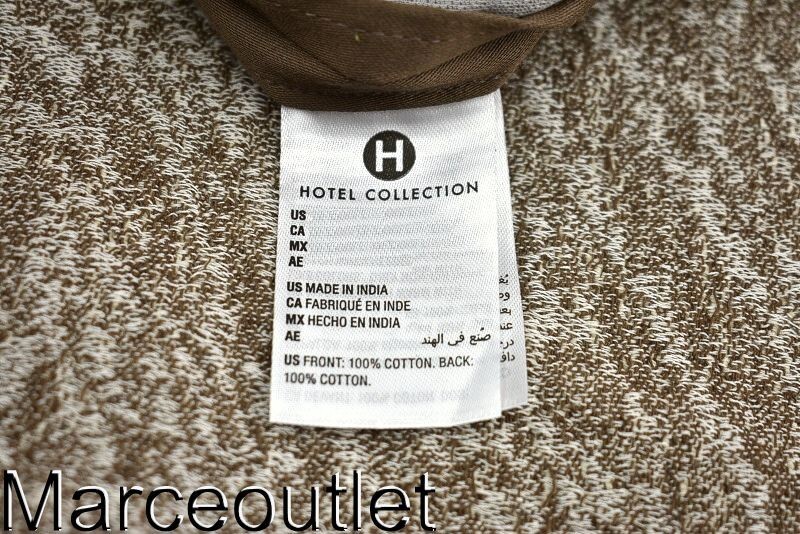 H
HOTEL COLLECTION
US
CA
MX
AE
US MADE IN INDIA
CA FABRIQUÉ EN INDE
MX HECHO EN INDIA
AE صُنع في الهند
US FRONT: 100% COTTON. BACK:
100% COTTON.
Marceoutlet